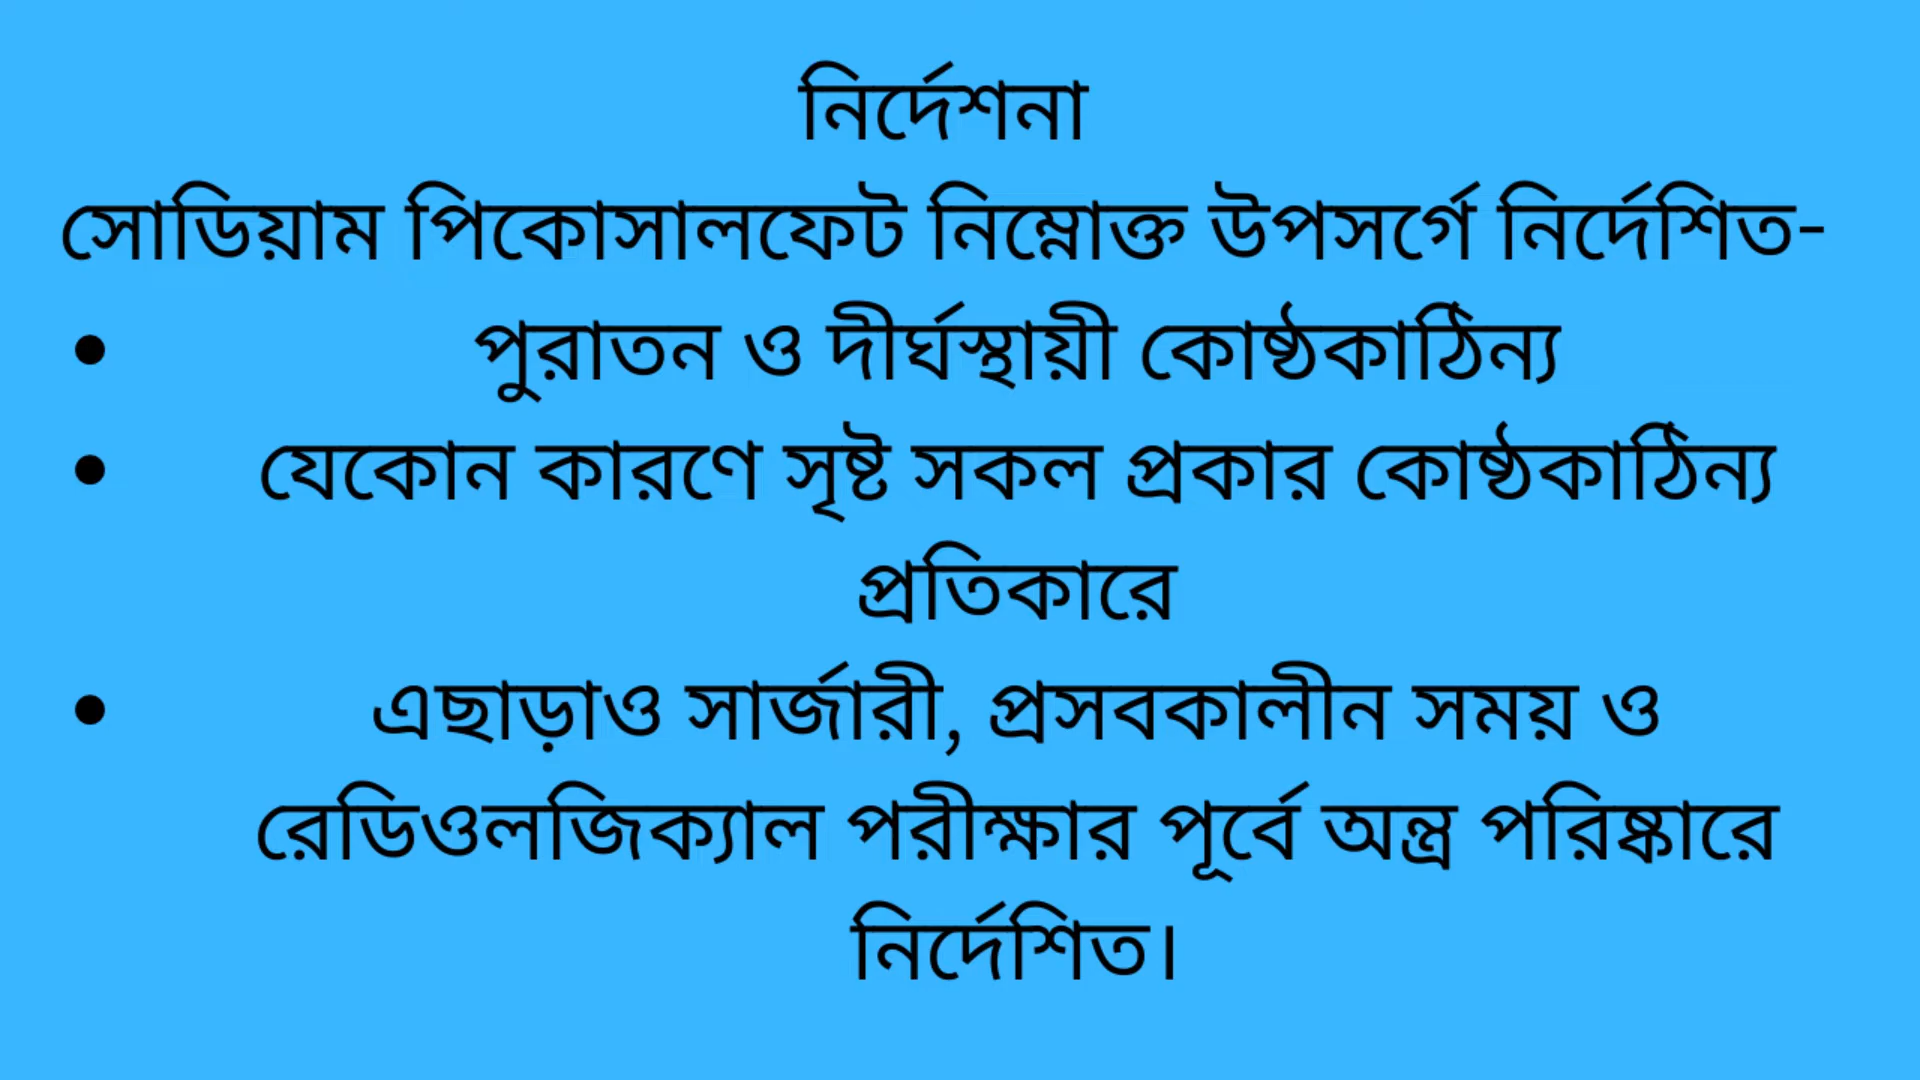 নির্দেশনা
সোডিয়াম পিকোসালফেট নিম্নোক্ত উপসর্গে নির্দেশিত-
• পুরাতন ও দীর্ঘস্থায়ী কোষ্ঠকাঠিন্য
• যেকোন কারণে সৃষ্ট সকল প্রকার কোষ্ঠকাঠিন্য
প্রতিকারে
• এছাড়াও সার্জারী, প্রসবকালীন সময় ও
রেডিওলজিক্যাল পরীক্ষার পূর্বে অন্ত্র পরিষ্কারে
নির্দেশিত।